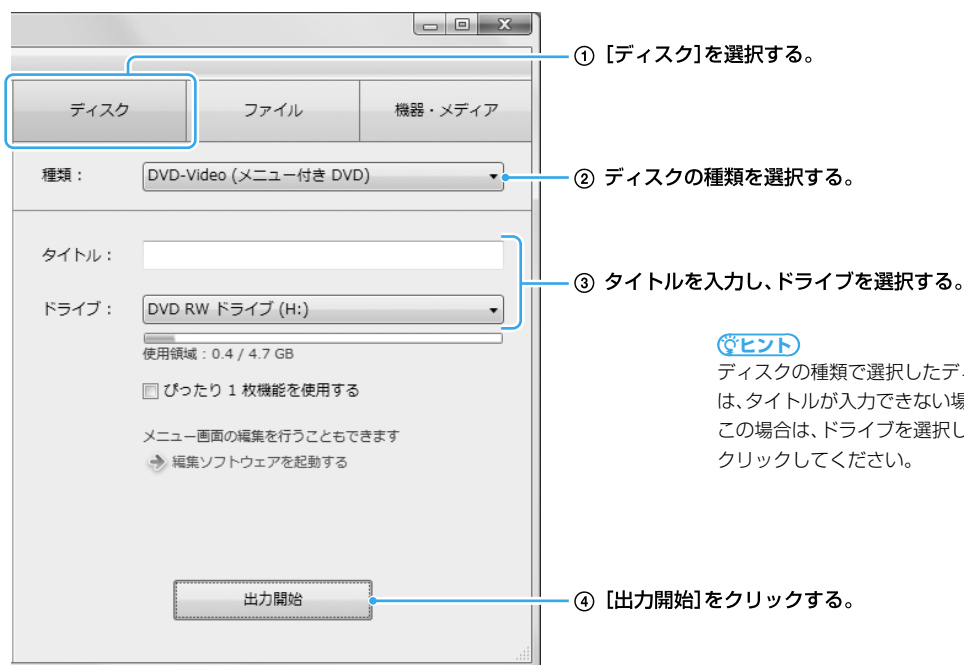 ① [ディスク]を選択する。
ディスク ファイル 機器・メディア
種類： DVD-Video (メニュー付き DVD)
② ディスクの種類を選択する。
タイトル：
③ タイトルを入力し、ドライブを選択する。
ドライブ： DVD RW ドライブ (H:)
使用領域：0.4 / 4.7 GB
ぴったり 1 枚機能を使用する
メニュー画面の編集を行うこともできます
編集ソフトウェアを起動する
ヒント
ディスクの種類で選択したデ
は、タイトルが入力できない場
この場合は、ドライブを選択し
クリックしてください。
出力開始
④ [出力開始]をクリックする。